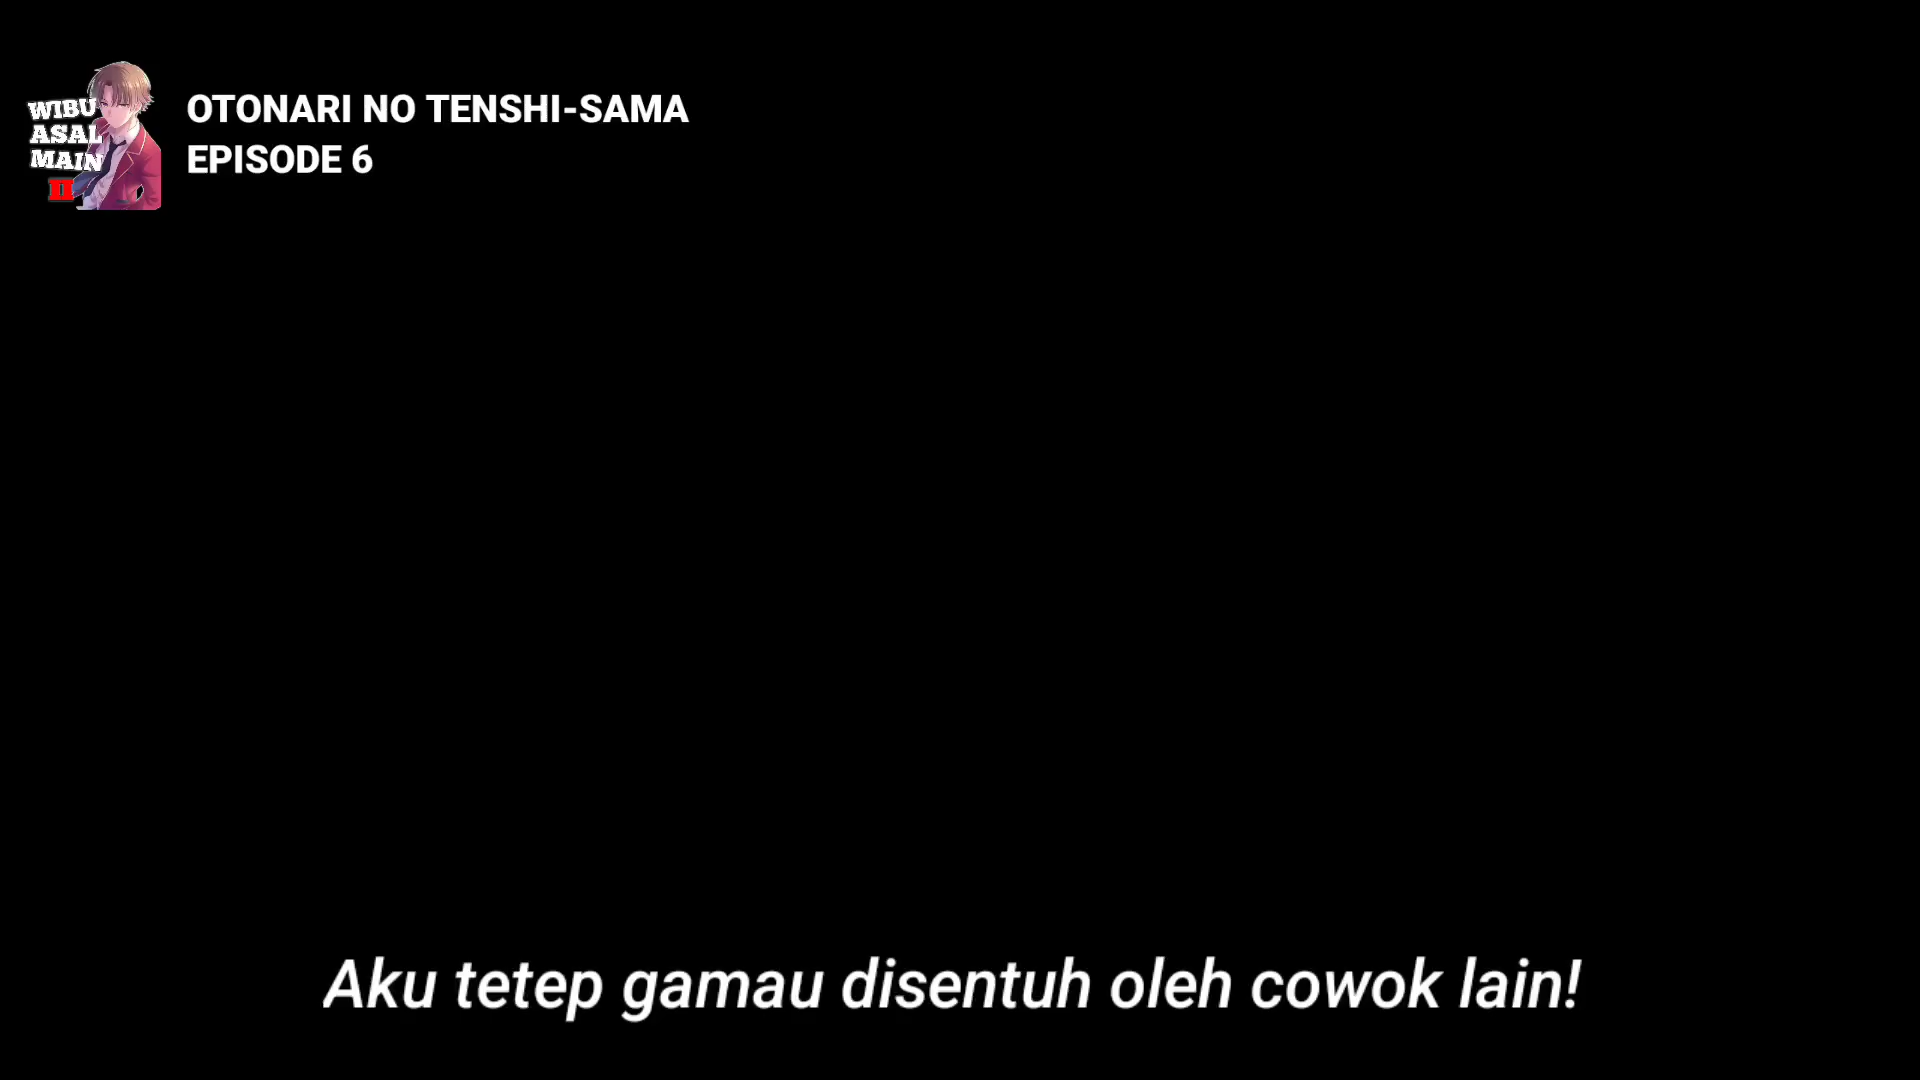 WIBU
ASAL
MAIN
II
OTONARI NO TENSHI-SAMA
EPISODE 6
Aku tetep gamau disentuh oleh cowok lain!